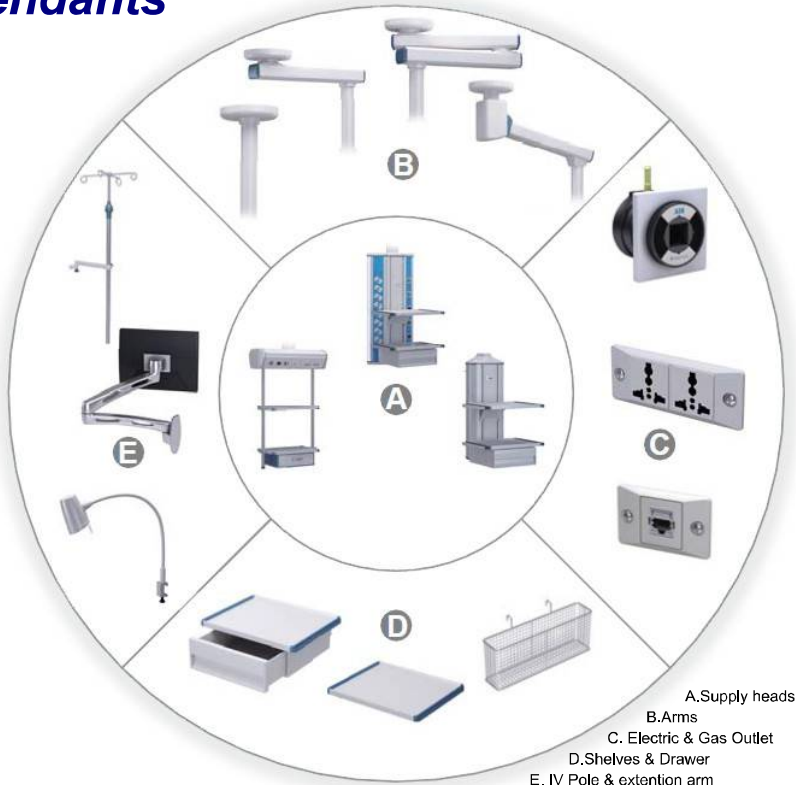 endants
B
A
C
E
D
A.Supply heads
B.Arms
C. Electric & Gas Outlet
D.Shelves & Drawer
E. IV Pole & extention arm